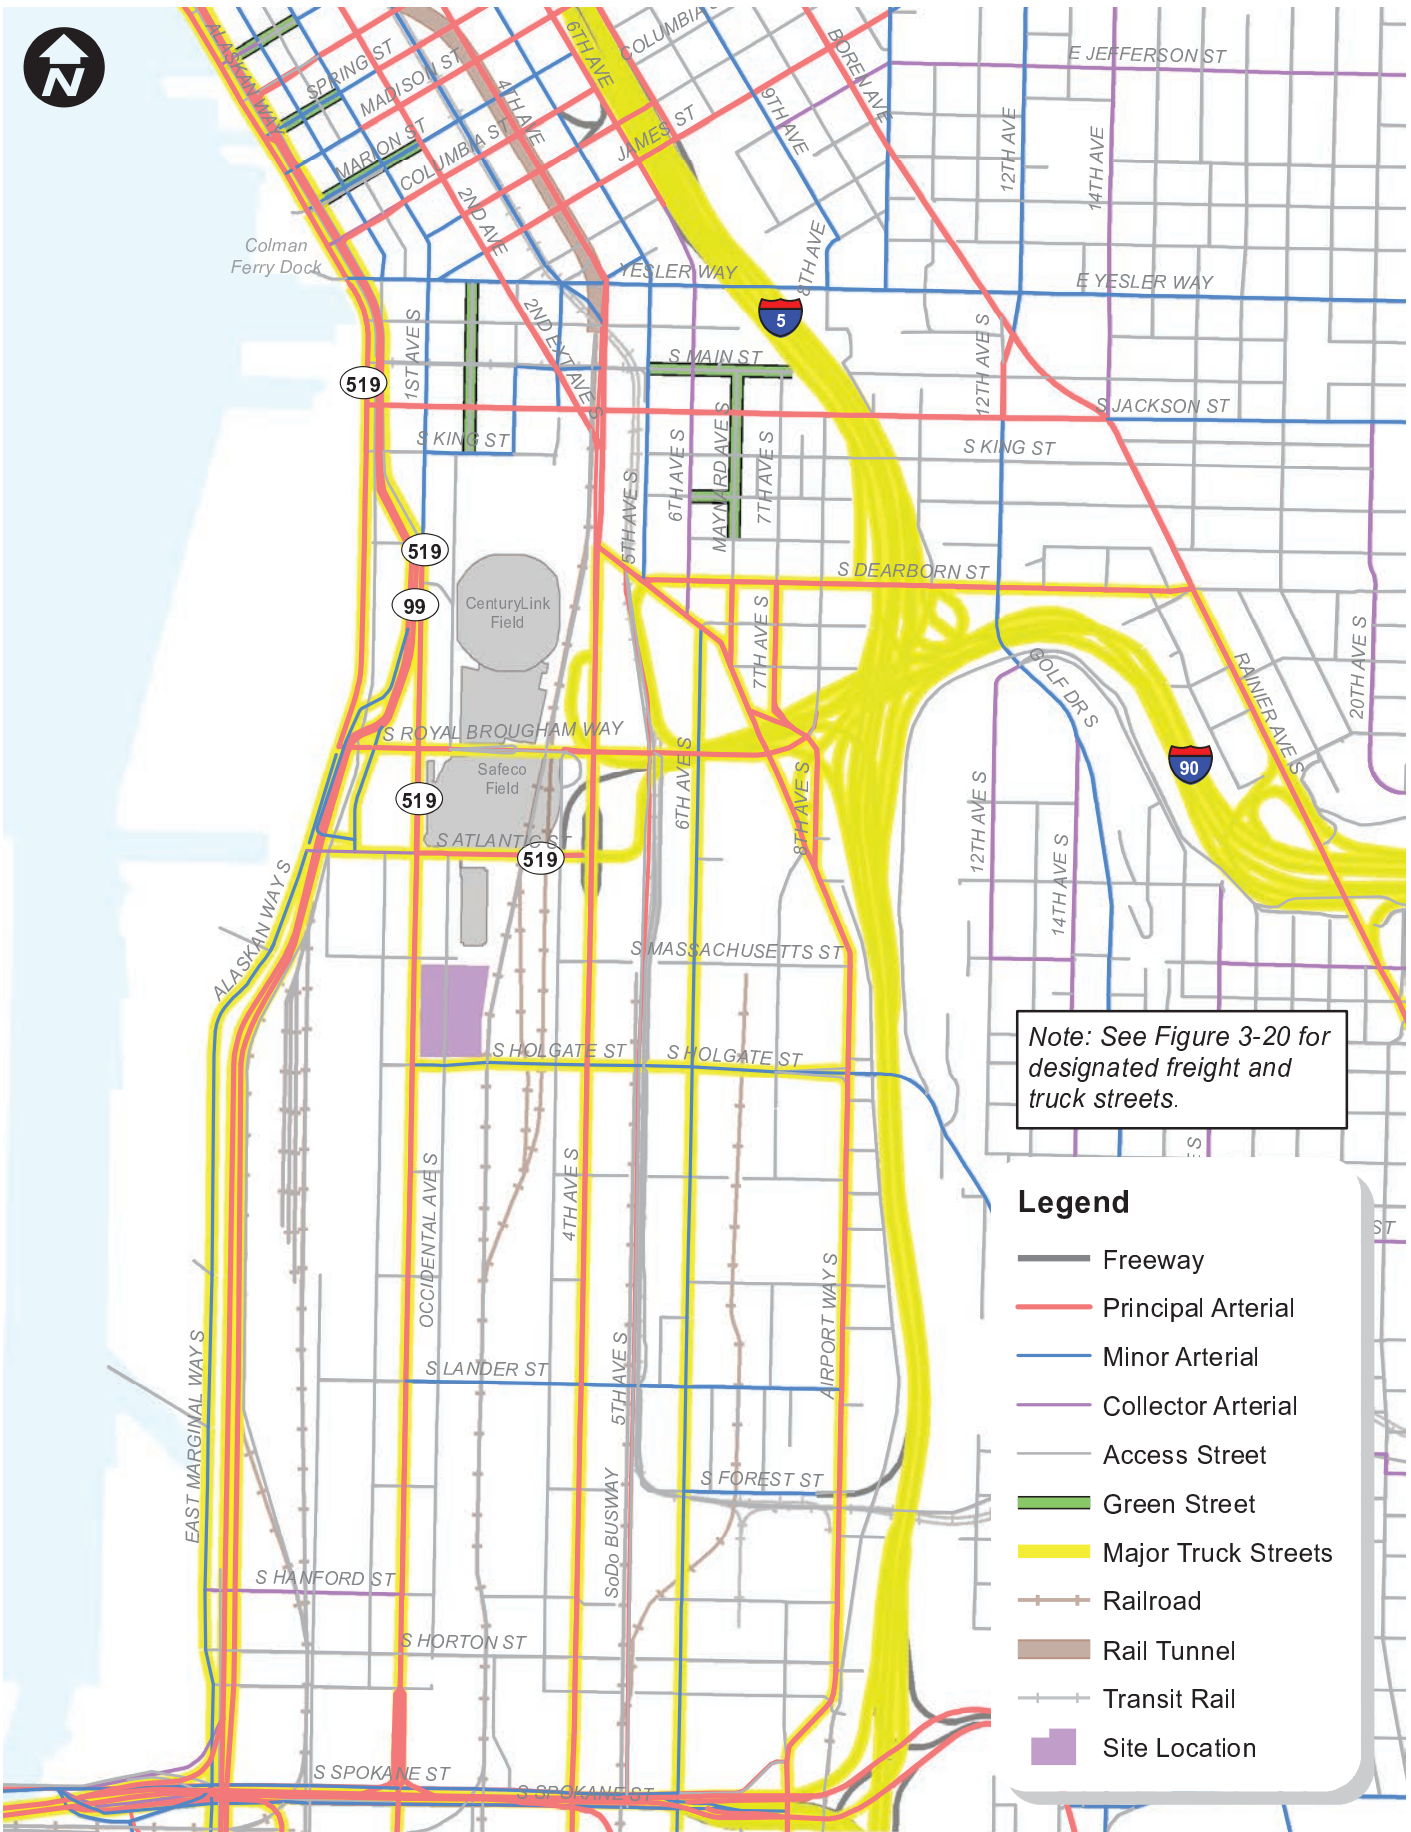 N
ALASKAN WAY
SPRING ST
MADISON ST
MARION ST
COLUMBIA ST
4TH AVE
6TH AVE
COLUMBIA S
JAMES ST
9TH AVE
BOREN AVE
E JEFFERSON ST
12TH AVE
14TH AVE
2ND AVE
Colman
Ferry Dock
YESLER WAY
8TH AVE
E YESLER WAY
5
2ND EXT AVE S
1ST AVE S
S MAIN ST
12TH AVE S
519
S JACKSON ST
S KING ST
S KING ST
6TH AVE S
MAYNARD AVE S
7TH AVE S
5TH AVE S
519
S DEARBORN ST
99
CenturyLink
Field
7TH AVE S
GOLF DR S
RAINIER AVE S
20TH AVE S
S ROYAL BROUGHAM WAY
6TH AVE S
8TH AVE S
90
Safeco
Field
519
12TH AVE S
S ATLANTIC ST
519
14TH AVE S
ALASKAN WAY S
S MASSACHUSETTS ST
Note: See Figure 3-20 for
designated freight and
truck streets.
S HOLGATE ST
S HOLGATE ST
E S
OCCIDENTAL AVE S
4TH AVE S
AIRPORT WAY S
ST
EAST MARGINAL WAY S
S LANDER ST
5TH AVE S
S FOREST ST
SoDo BUSWAY
S HANFORD ST
S HORTON ST
S SPOKANE ST
S SPOKANE ST
Legend
Freeway
Principal Arterial
Minor Arterial
Collector Arterial
Access Street
Green Street
Major Truck Streets
Railroad
Rail Tunnel
Transit Rail
Site Location